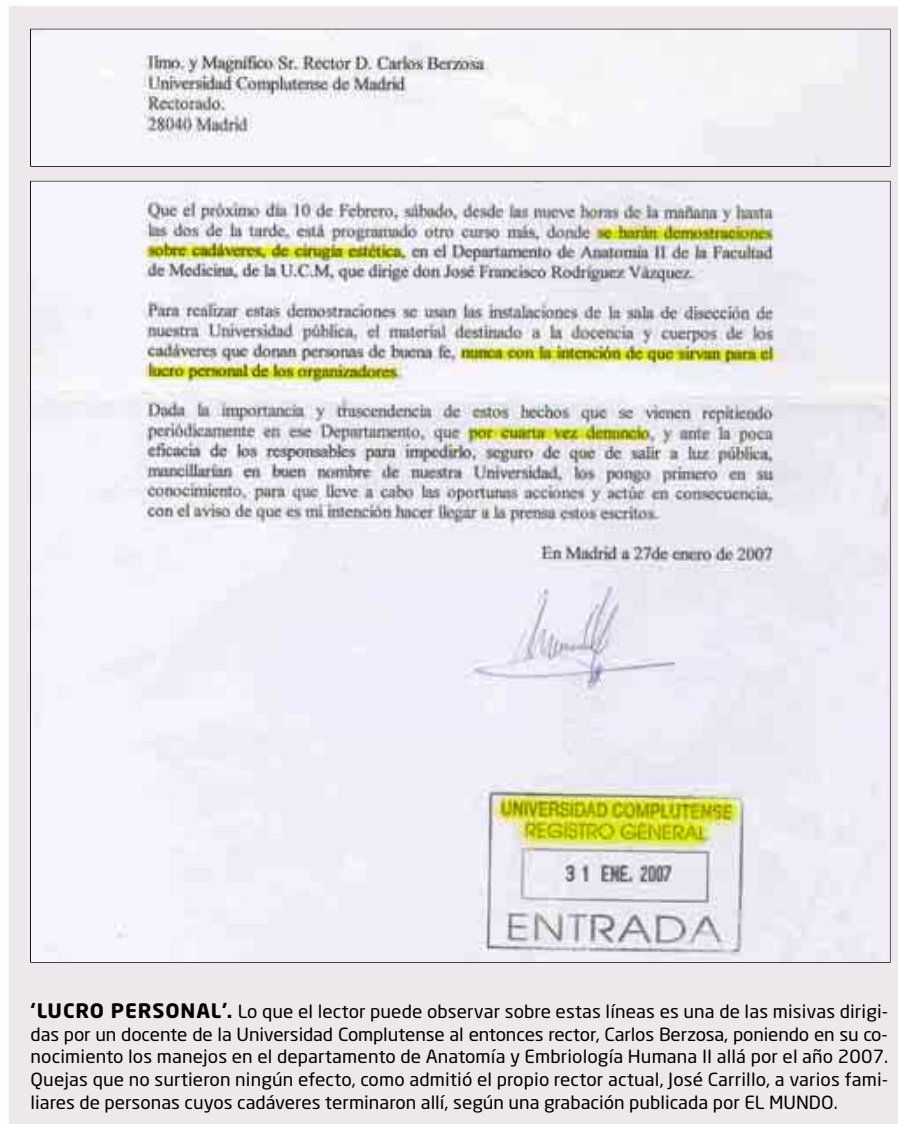 Ilmo. y Magnífico Sr. Rector D. Carlos Berzosa
Universidad Complutense de Madrid
Rectorado.
28040 Madrid
Que el próximo día 10 de Febrero, sábado, desde las nueve horas de la mañana y hasta
las dos de la tarde, está programado otro curso más, donde se harán demostraciones
sobre cadáveres, de cirugía estética, en el Departamento de Anatomía II de la Facultad
de Medicina, de la U.C.M, que dirige don José Francisco Rodríguez Vázquez.
Para realizar estas demostraciones se usan las instalaciones de la sala de disección de
nuestra Universidad pública, el material destinado a la docencia y cuerpos de los
cadáveres que donan personas de buena fe, nunca con la intención de que sirvan para el
lucro personal de los organizadores.
Dada la importancia y trascendencia de estos hechos que se vienen repitiendo
periódicamente en ese Departamento, que por cuarta vez denuncio, y ante la poca
eficacia de los responsables para impedirlo, seguro de que de salir a luz pública,
mancillarían en buen nombre de nuestra Universidad, los pongo primero en su
conocimiento, para que lleve a cabo las oportunas acciones y actúe en consecuencia,
con el aviso de que es mi intención hacer llegar a la prensa estos escritos.
En Madrid a 27de enero de 2007
UNIVERSIDAD COMPLUTENSE
REGISTRO GENERAL
31 ENE. 2007
ENTRADA
'LUCRO PERSONAL'. Lo que el lector puede observar sobre estas líneas es una de las misivas dirigi-
das por un docente de la Universidad Complutense al entonces rector, Carlos Berzosa, poniendo en su co-
nocimiento los manejos en el departamento de Anatomía y Embriología Humana II allá por el año 2007.
Quejas que no surtieron ningún efecto, como admitió el propio rector actual, José Carrillo, a varios fami-
liares de personas cuyos cadáveres terminaron allí, según una grabación publicada por EL MUNDO.